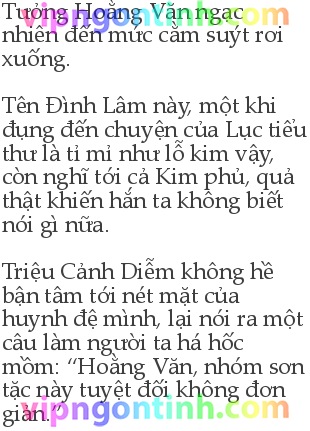 Tưởng Hoằng Văn ngạc
nhiên đến mức cằm suýt rơi
xuống.
Tên Đình Lâm này, một khi
đụng đến chuyện của Lục tiểu
thư là tỉ mỉ như lỗ kim vậy,
còn nghĩ tới cả Kim phủ, quả
thật khiến hắn ta không biết
nói gì nữa.
Triệu Cảnh Diễm không hề
bận tâm tới nét mặt của
huynh đệ mình, lại nói ra một
câu làm người ta há hốc
mồm: “Hoằng Văn, nhóm sơn
tặc này tuyệt đối không đơn
giản.”
vipngontinh.com
vipngontinh.com